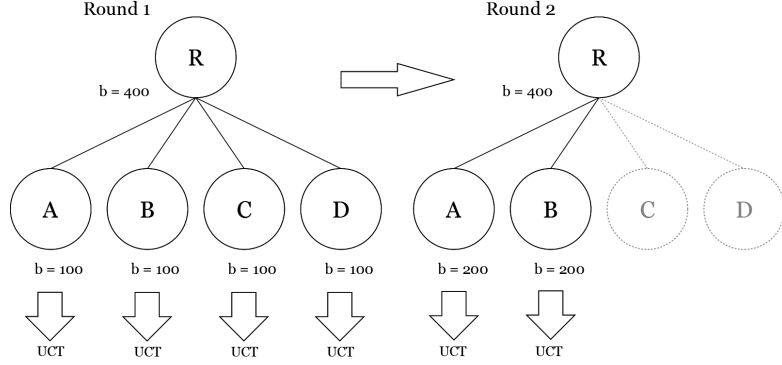 Round 1
Round 2
R
R
b = 400
b = 400
A
B
C
D
A
B
C
D
b = 100
b = 100
b = 100
b = 100
b = 200
b = 200
UCT
UCT
UCT
UCT
UCT
UCT